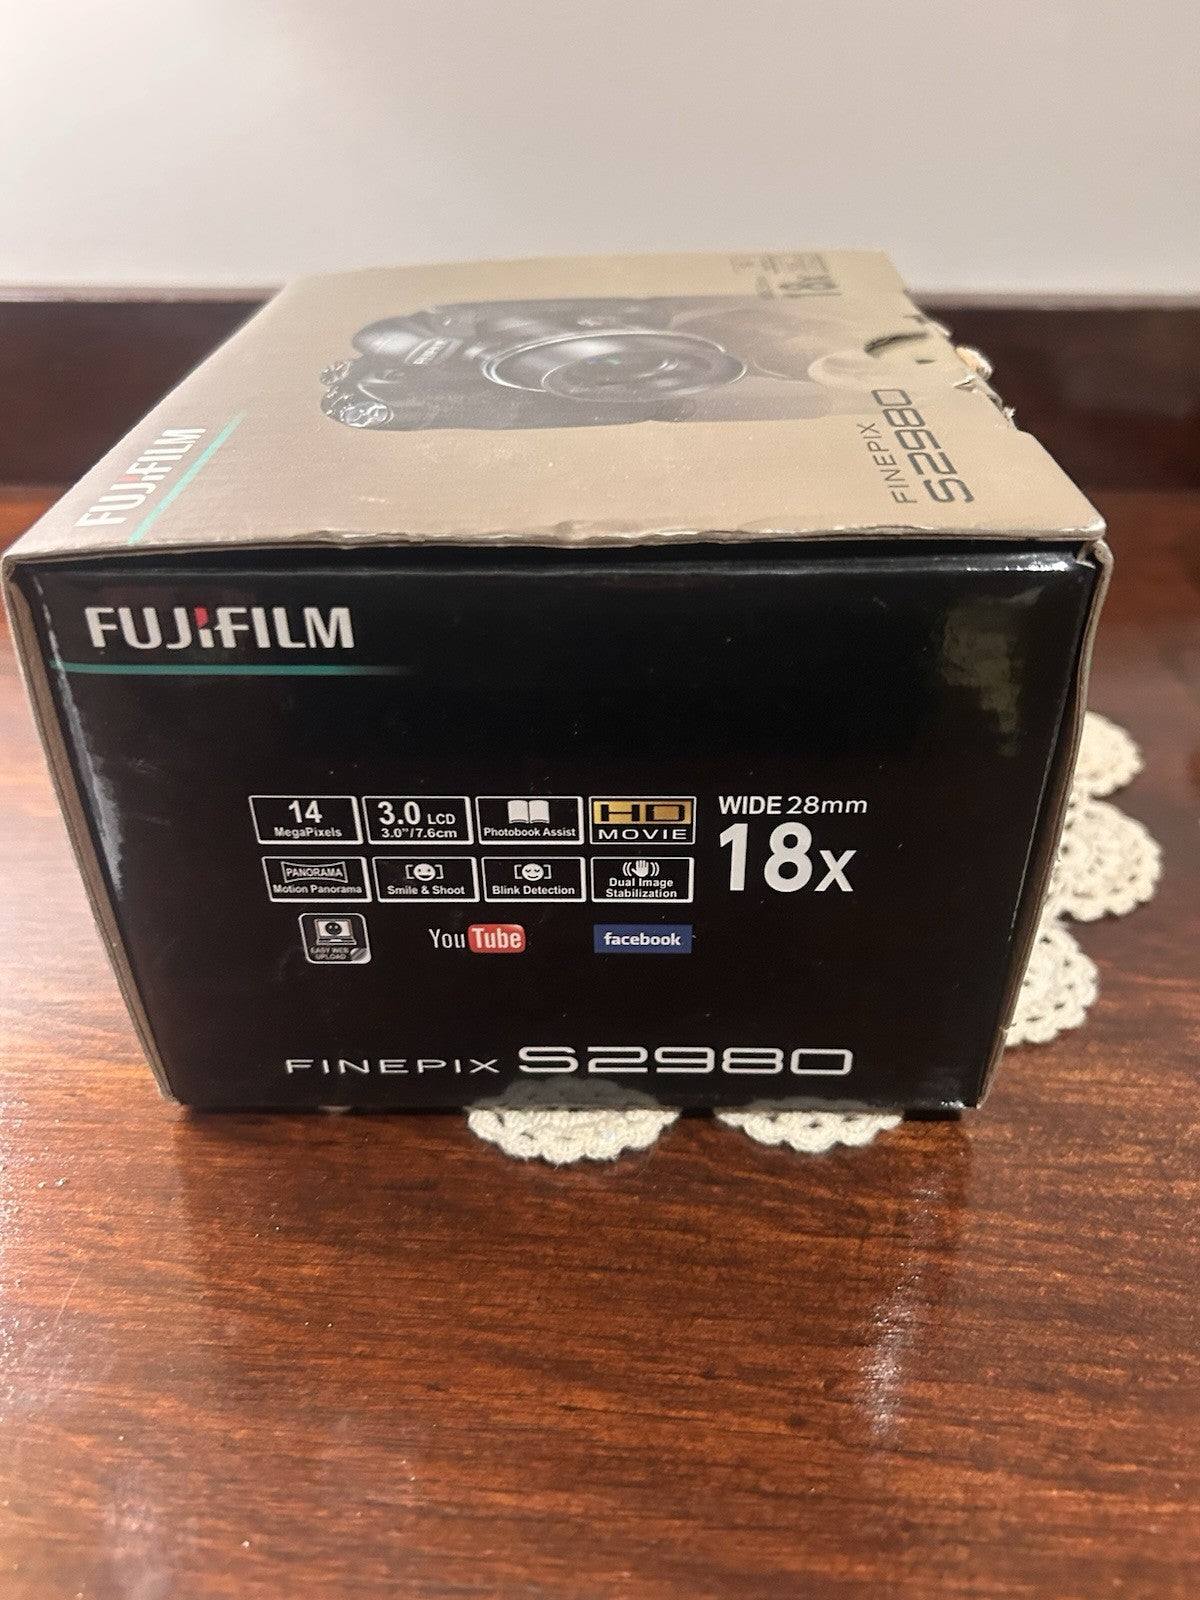 18x
FUJIFILM
FINEPIX
S2980
FUJIFILM
14
MegaPixels
3.0 LCD
3.0"/7.6cm
Photobook Assist
HD
MOVIE
WIDE 28mm
18x
PANORAMA
Motion Panorama
Smile & Shoot
Blink Detection
Dual Image
Stabilization
EASY WEB
UPLOAD
YouTube
facebook
FINEPIX S2980